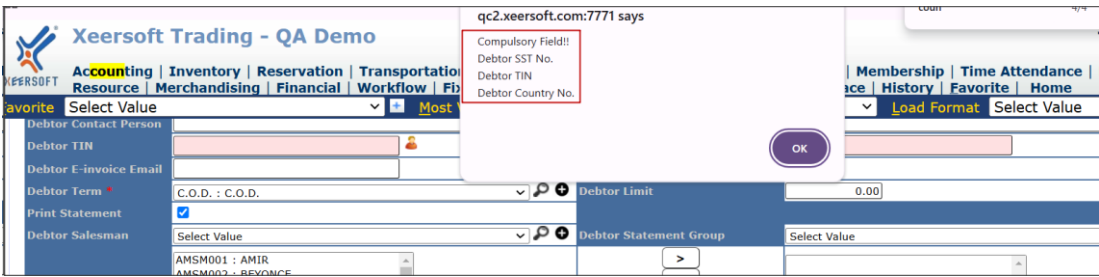 coun 4/4
qc2.xeersoft.com:7771 says
Compulsory Field!!
Debtor SST No.
Debtor TIN
Debtor Country No.
OK
Xeersoft Trading - QA Demo
XEERSOFT
Accounting | Inventory | Reservation | Transportation | Membership | Time Attendance |
Resource | Merchandising | Financial | Workflow | History | Favorite | Home
Select Value Most Load Format Select Value
Debtor Contact Person
Debtor TIN
Debtor E-invoice Email
Debtor Term * C.O.D. : C.O.D. Debtor Limit 0.00
Print Statement
Debtor Salesman Select Value Debtor Statement Group Select Value
AMSM001 : AMIR >
AMSM002 : BEYONCE